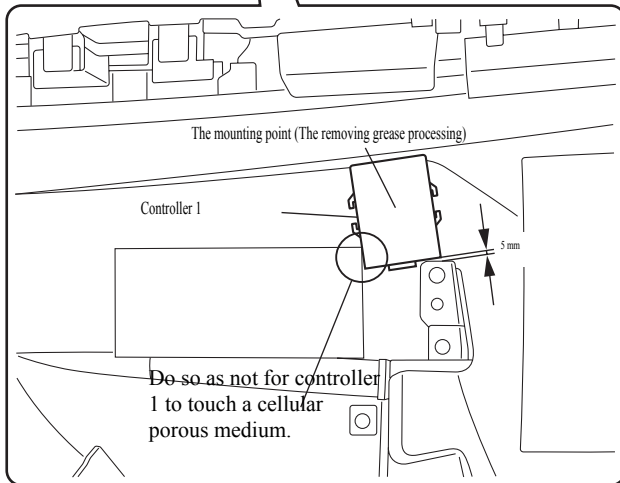 The mounting point (The removing grease processing)
Controller 1
5 mm
Do so as not for controller
1 to touch a cellular
porous medium.